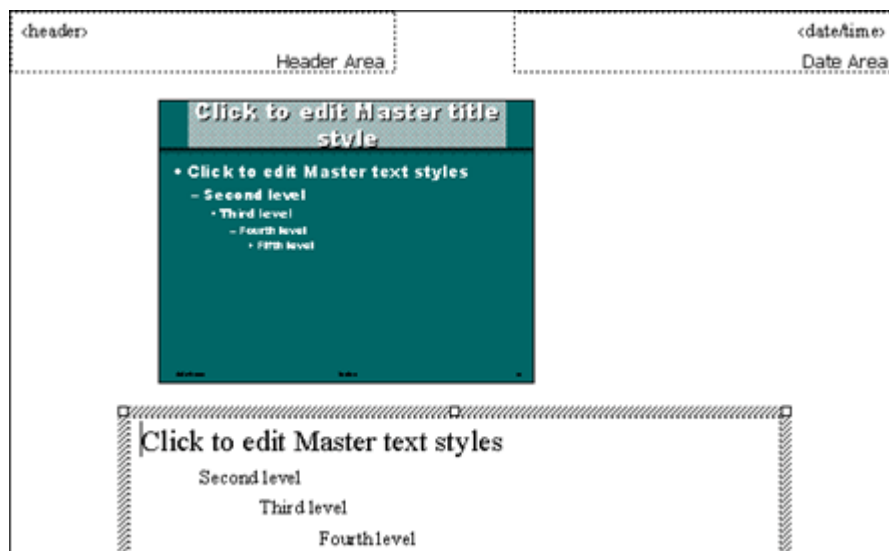 <header>
<date/time>
Header Area
Date Area
Click to edit Master title
style
• Click to edit Master text styles
– Second level
• Third level
– Fourth level
• Fifth level
Click to edit Master text styles
Second level
Third level
Fourth level